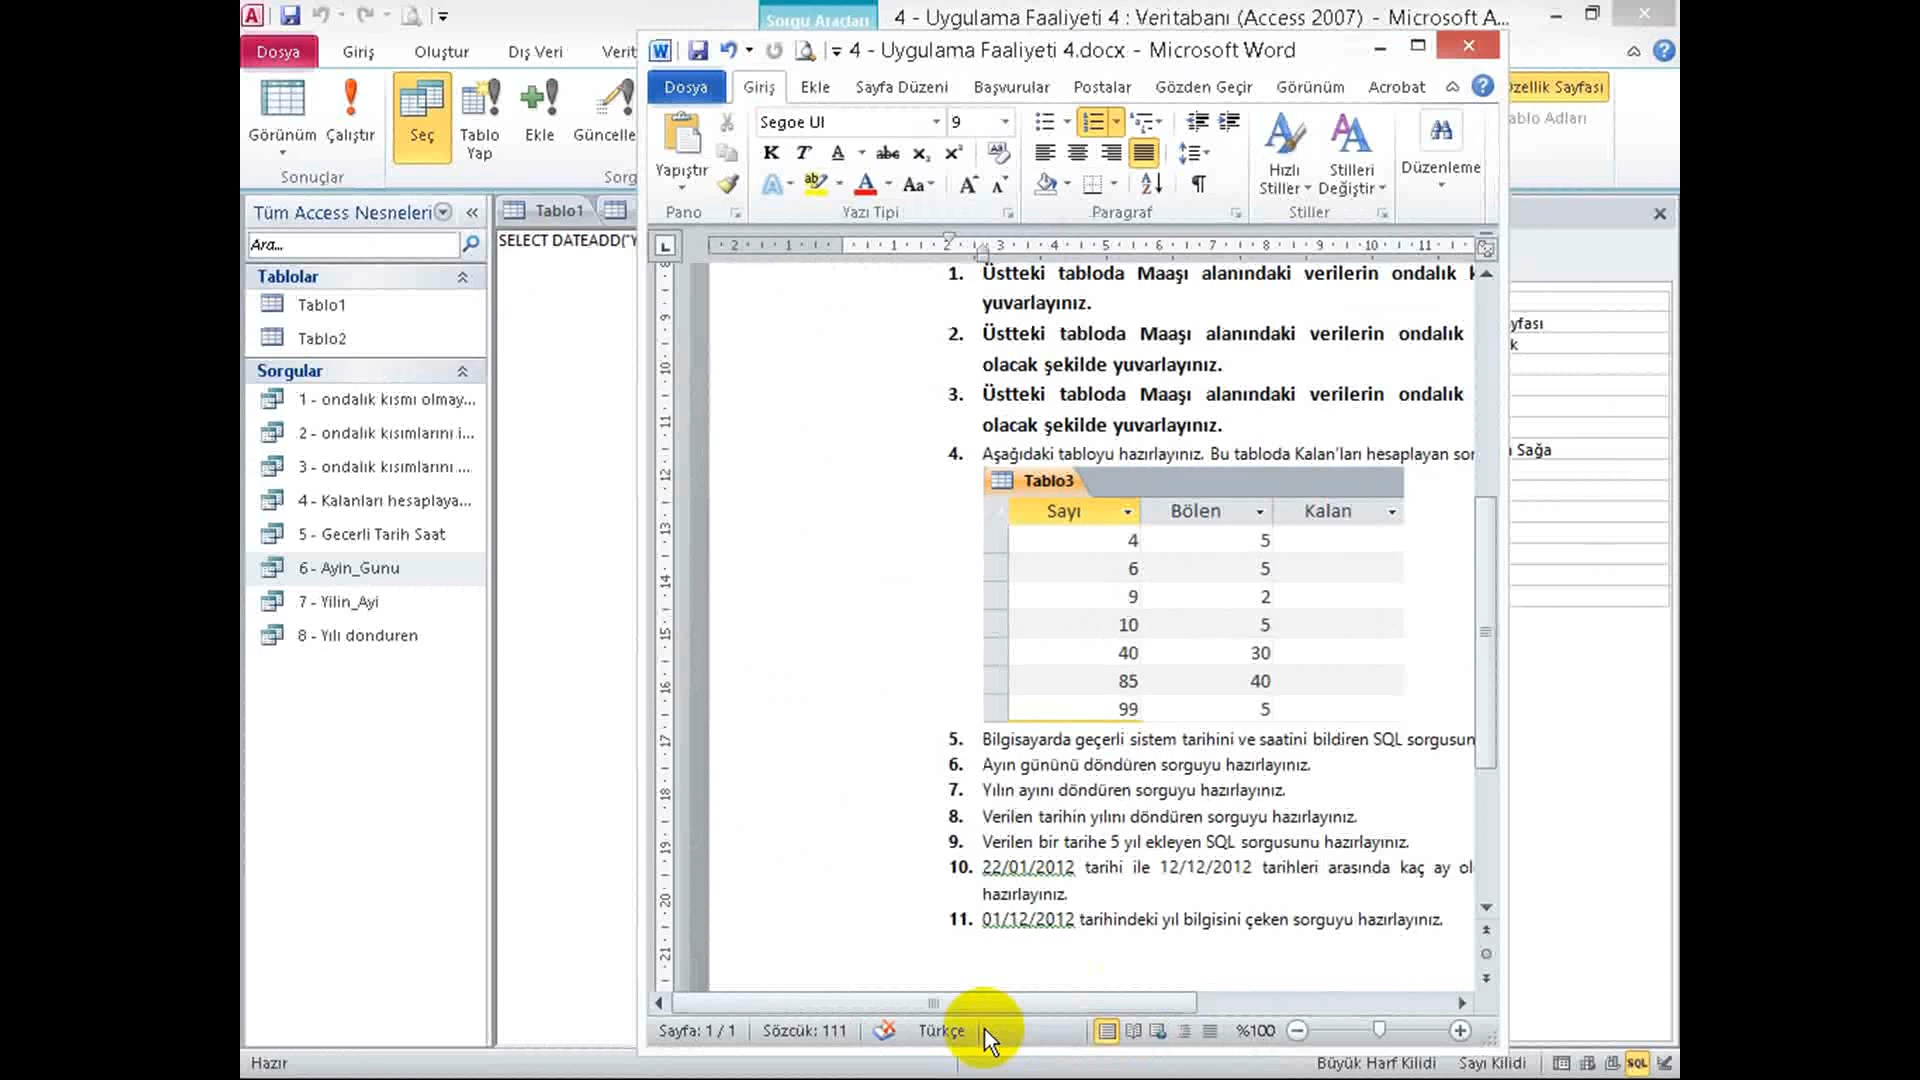 Sorgu Araçları
4 - Uygulama Faaliyeti 4 : Veritabanı (Access 2007) - Microsoft A...
Dosya Giriş Oluştur Dış Veri Verit
4 - Uygulama Faaliyeti 4.docx - Microsoft Word
Dosya Giriş Ekle Sayfa Düzeni Başvurular Postalar Gözden Geçir Görünüm Acrobat
Özellik Sayfası
Tablo Adları
Görünüm Çalıştır Seç Tablo Yap Ekle Güncelle
Sonuçlar Sorg
Segoe UI 9
Yapıştır
Hızlı Stiller Stilleri Değiştir Düzenleme
Pano Yazı Tipi Paragraf Stiller
Tüm Access Nesneleri
Ara...
Tablolar
Tablo1
Tablo2
Sorgular
1 - ondalık kısmı olmay...
2 - ondalık kısımlarını i...
3 - ondalık kısımlarını ....
4 - Kalanları hesaplaya...
5 - Gecerli Tarih Saat
6 - Ayin_Gunu
7 - Yilin_Ayi
8 - Yılı donduren
Tablo1
SELECT DATEADD("Y
1. Üstteki tabloda Maaşı alanındaki verilerin ondalık k
yuvarlayınız.
2. Üstteki tabloda Maaşı alanındaki verilerin ondalık
olacak şekilde yuvarlayınız.
3. Üstteki tabloda Maaşı alanındaki verilerin ondalık
olacak şekilde yuvarlayınız.
4. Aşağıdaki tabloyu hazırlayınız. Bu tabloda Kalan'ları hesaplayan sor
Tablo3
Sayı Bölen Kalan
4 5
6 5
9 2
10 5
40 30
85 40
99 5
5. Bilgisayarda geçerli sistem tarihini ve saatini bildiren SQL sorgusun
6. Ayın gününü döndüren sorguyu hazırlayınız.
7. Yılın ayını döndüren sorguyu hazırlayınız.
8. Verilen tarihin yılını döndüren sorguyu hazırlayınız.
9. Verilen bir tarihe 5 yıl ekleyen SQL sorgusunu hazırlayınız.
10. 22/01/2012 tarihi ile 12/12/2012 tarihleri arasında kaç ay ol
hazırlayınız.
11. 01/12/2012 tarihindeki yıl bilgisini çeken sorguyu hazırlayınız.
yfası
k
Sağa
Sayfa: 1 / 1 Sözcük: 111 Türkçe %100
Hazır Büyük Harf Kilidi Sayı Kilidi SQL